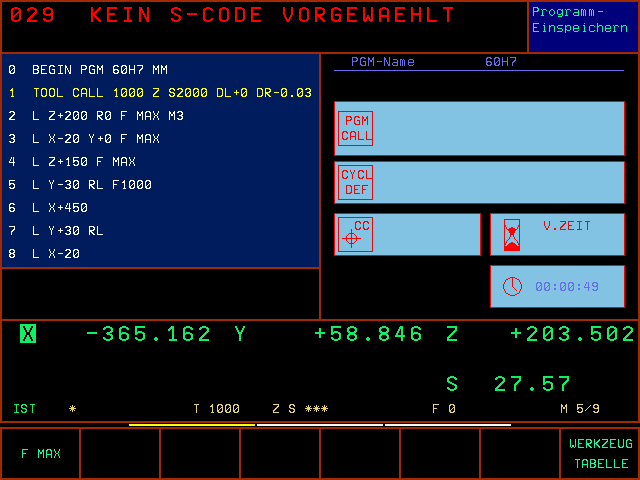 029 KEIN S-CODE VORGEWAEHLT
Programm-
Einspeichern
0 BEGIN PGM 60H7 MM
1 TOOL CALL 1000 Z S2000 DL+0 DR-0.03
2 L Z+200 R0 F MAX M3
3 L X-20 Y+0 F MAX
4 L Z+150 F MAX
5 L Y-30 RL F1000
6 L X+450
7 L Y+30 RL
8 L X-20
PGM-Name 60H7
PGM
CALL
CYCL
DEF
CC
V.ZEIT
00:00:49
X -365.162 Y +58.846 Z +203.502
S 27.57
IST * T 1000 Z S *** F 0 M 5/9
F MAX
WERKZEUG
TABELLE